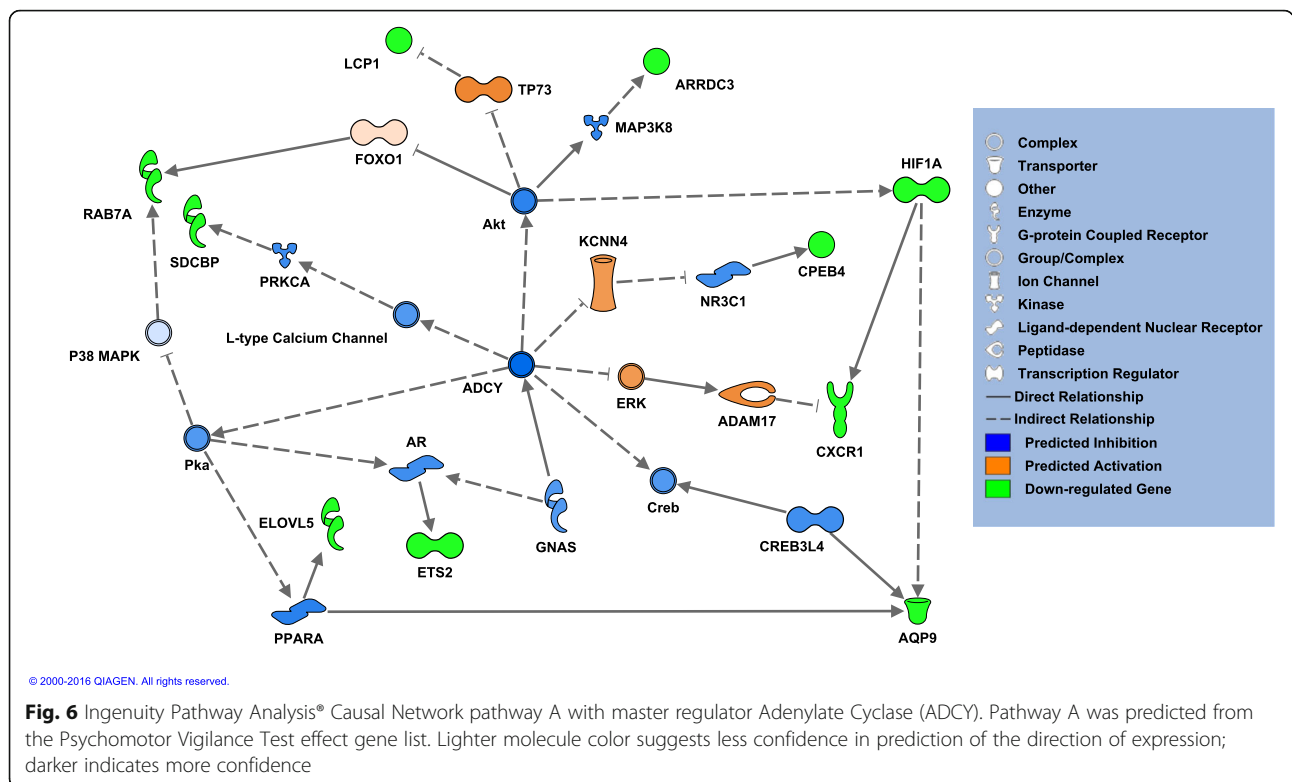 LCP1
TP73
ARRDC3
MAP3K8
FOXO1
HIF1A
RAB7A
Akt
SDCBP
KCNN4
PRKCA
CPEB4
NR3C1
L-type Calcium Channel
P38 MAPK
ADCY
ERK
ADAM17
CXCR1
AR
Pka
Creb
ELOVL5
GNAS
CREB3L4
ETS2
PPARA
AQP9
Complex
Transporter
Other
Enzyme
G-protein Coupled Receptor
Group/Complex
Ion Channel
Kinase
Ligand-dependent Nuclear Receptor
Peptidase
Transcription Regulator
Direct Relationship
Indirect Relationship
Predicted Inhibition
Predicted Activation
Down-regulated Gene
© 2000-2016 QIAGEN. All rights reserved.
Fig. 6 Ingenuity Pathway Analysis® Causal Network pathway A with master regulator Adenylate Cyclase (ADCY). Pathway A was predicted from
the Psychomotor Vigilance Test effect gene list. Lighter molecule color suggests less confidence in prediction of the direction of expression;
darker indicates more confidence